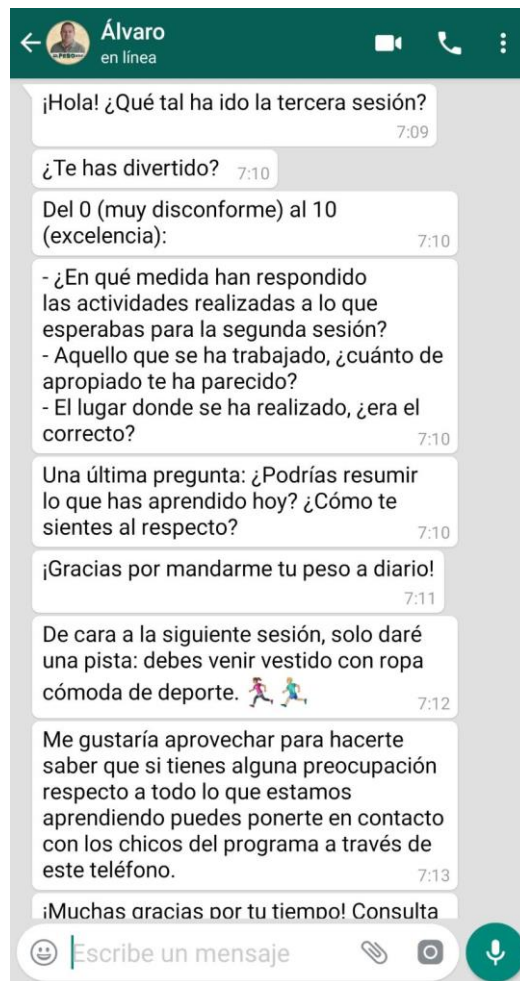 Álvaro
en línea
¡Hola! ¿Qué tal ha ido la tercera sesión?
7:09
¿Te has divertido? 7:10
Del 0 (muy disconforme) al 10
(excelencia):
7:10
- ¿En qué medida han respondido
las actividades realizadas a lo que
esperabas para la segunda sesión?
- Aquello que se ha trabajado, ¿cuánto de
apropiado te ha parecido?
- El lugar donde se ha realizado, ¿era el
correcto?
7:10
Una última pregunta: ¿Podrías resumir
lo que has aprendido hoy? ¿Cómo te
sientes al respecto?
7:10
¡Gracias por mandarme tu peso a diario!
7:11
De cara a la siguiente sesión, solo daré
una pista: debes venir vestido con ropa
cómoda de deporte.
7:12
Me gustaría aprovechar para hacerte
saber que si tienes alguna preocupación
respecto a todo lo que estamos
aprendiendo puedes ponerte en contacto
con los chicos del programa a través de
este teléfono.
7:13
¡Muchas gracias por tu tiempo! Consulta
Escribe un mensaje